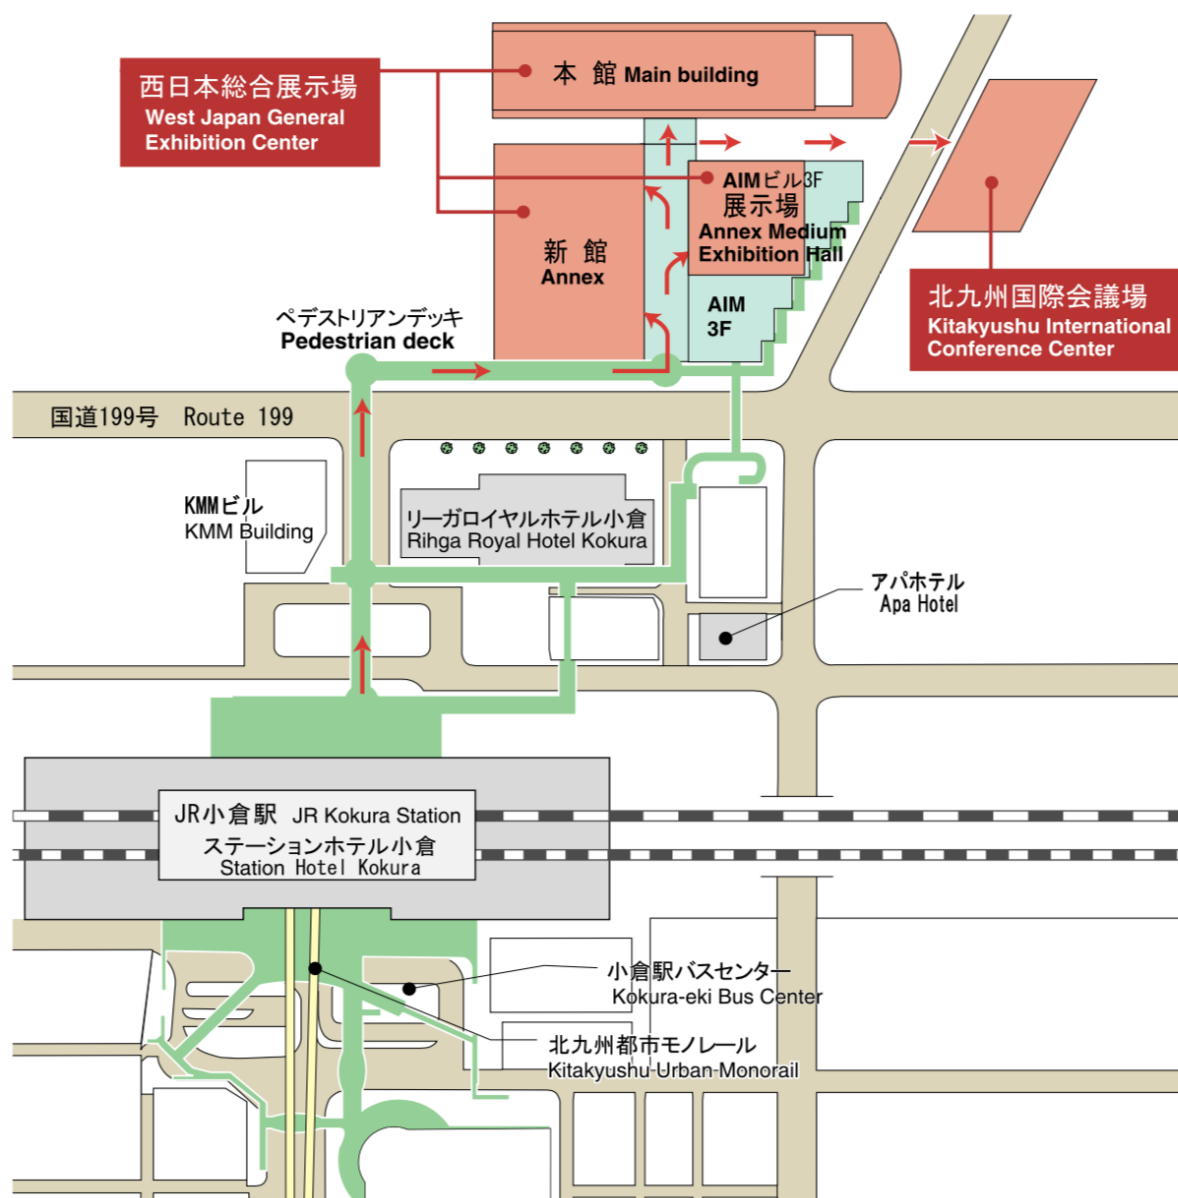 本 館 Main building
西日本総合展示場
West Japan General
Exhibition Center
AIMビル3F
展示場
Annex Medium
Exhibition Hall
新 館
Annex
AIM
3F
北九州国際会議場
Kitakyushu International
Conference Center
ペデストリアンデッキ
Pedestrian deck
国道199号 Route 199
KMMビル
KMM Building
リーガロイヤルホテル小倉
Rihga Royal Hotel Kokura
アパホテル
Apa Hotel
JR小倉駅 JR Kokura Station
ステーションホテル小倉
Station Hotel Kokura
小倉駅バスセンター
Kokura-eki Bus Center
北九州都市モノレール
Kitakyushu Urban Monorail